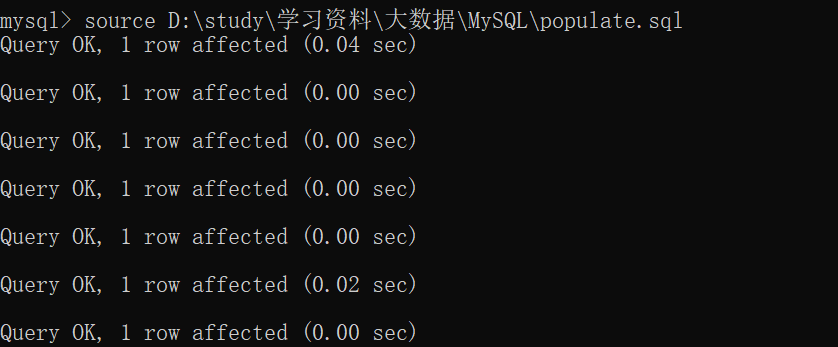 mysql> source D:\study\学习资料\大数据\MySQL\populate.sql
Query OK, 1 row affected (0.04 sec)
Query OK, 1 row affected (0.00 sec)
Query OK, 1 row affected (0.00 sec)
Query OK, 1 row affected (0.00 sec)
Query OK, 1 row affected (0.00 sec)
Query OK, 1 row affected (0.02 sec)
Query OK, 1 row affected (0.00 sec)